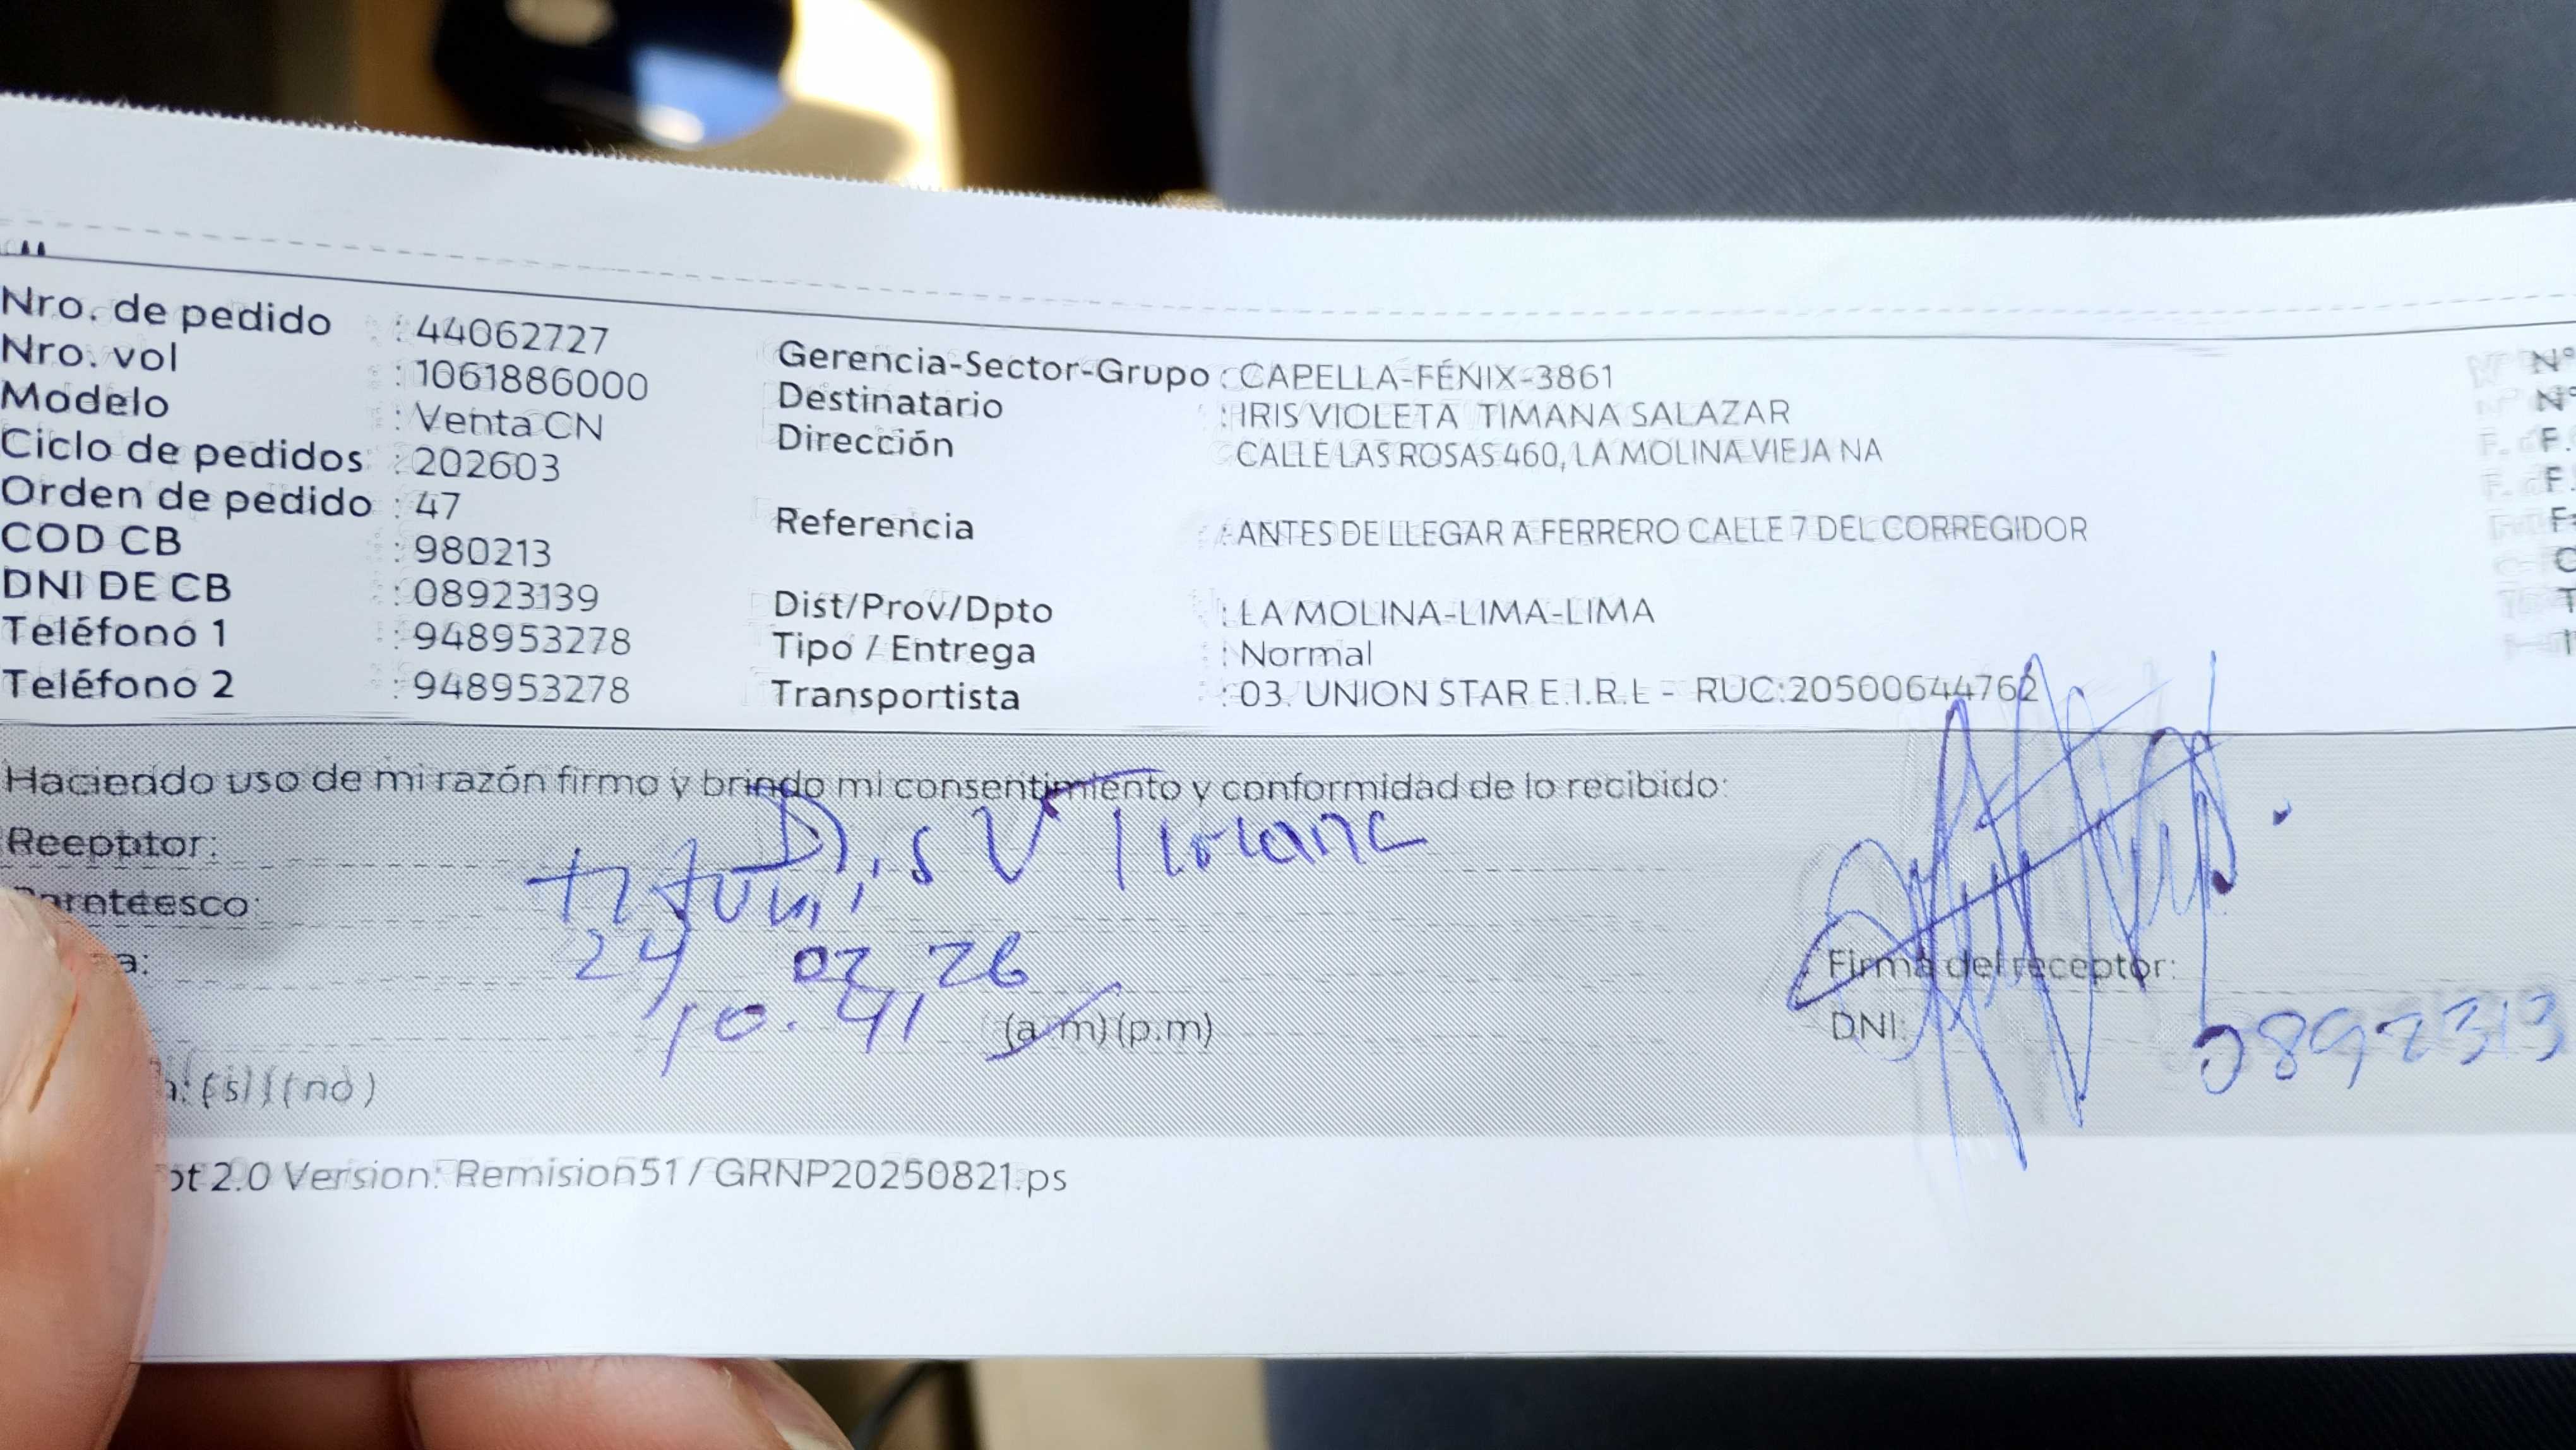 Nro. de pedido : 44062727
Nro. vol : 1061886000
Modelo : Venta CN
Ciclo de pedidos : 202603
Orden de pedido : 47
COD CB : 980213
DNI DE CB : 08923139
Teléfono 1 : 948953278
Teléfono 2 : 948953278
Gerencia-Sector-Grupo : CAPELLA-FÉNIX-3861
Destinatario : IRIS VIOLETA TIMANA SALAZAR
Dirección CALLE LAS ROSAS 460, LA MOLINA VIEJA NA
Referencia : ANTES DE LLEGAR A FERRERO CALLE 7 DEL CORREGIDOR
Dist/Prov/Dpto : LA MOLINA-LIMA-LIMA
Tipo / Entrega : Normal
Transportista : 03. UNION STAR E.I.R.L - RUC:20500644762
N°
N°
F.
F.
Haciendo uso de mi razón firmo y brindo mi consentimiento y conformidad de lo recibido:
Receptor: V
Parentesco:
24 02 26
10.41 (a.m)(p.m)
(si)(no)
Firma del receptor:
DNI: 0892313
2.0 Version: Remision51 / GRNP20250821.ps